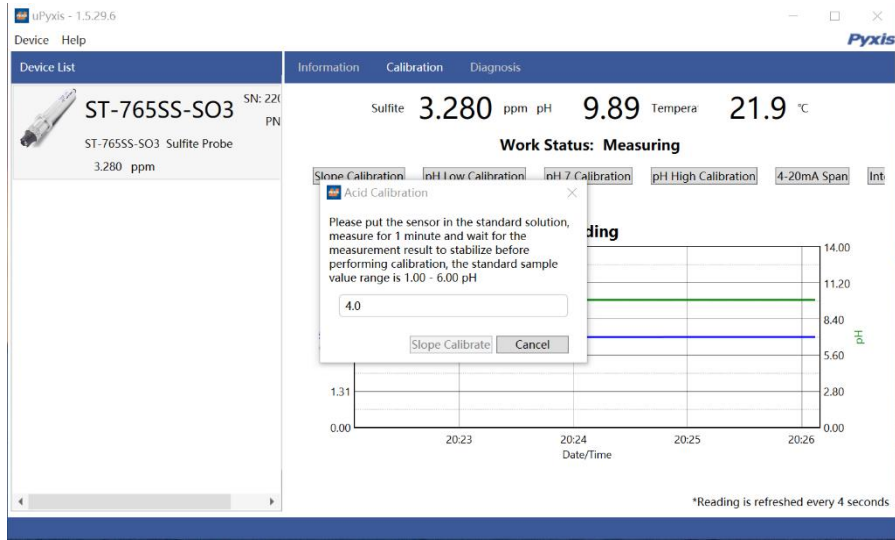 uPyxis - 1.5.29.6
Device Help
Pyxis
Device List
Information Calibration Diagnosis
ST-765SS-SO3 SN: 220
PN
ST-765SS-SO3 Sulfite Probe
3.280 ppm
Sulfite 3.280 ppm pH 9.89 Tempera 21.9 °C
Work Status: Measuring
Slope Calibration pH Low Calibration pH 7 Calibration pH High Calibration 4-20mA Span Int
Acid Calibration
Please put the sensor in the standard solution,
measure for 1 minute and wait for the
measurement result to stabilize before
performing calibration, the standard sample
value range is 1.00 - 6.00 pH
4.0
Slope Calibrate Cancel
ding
14.00
11.20
8.40
5.60
2.80
0.00
pH
1.31
0.00
20:23 20:24 20:25 20:26
Date/Time
*Reading is refreshed every 4 seconds